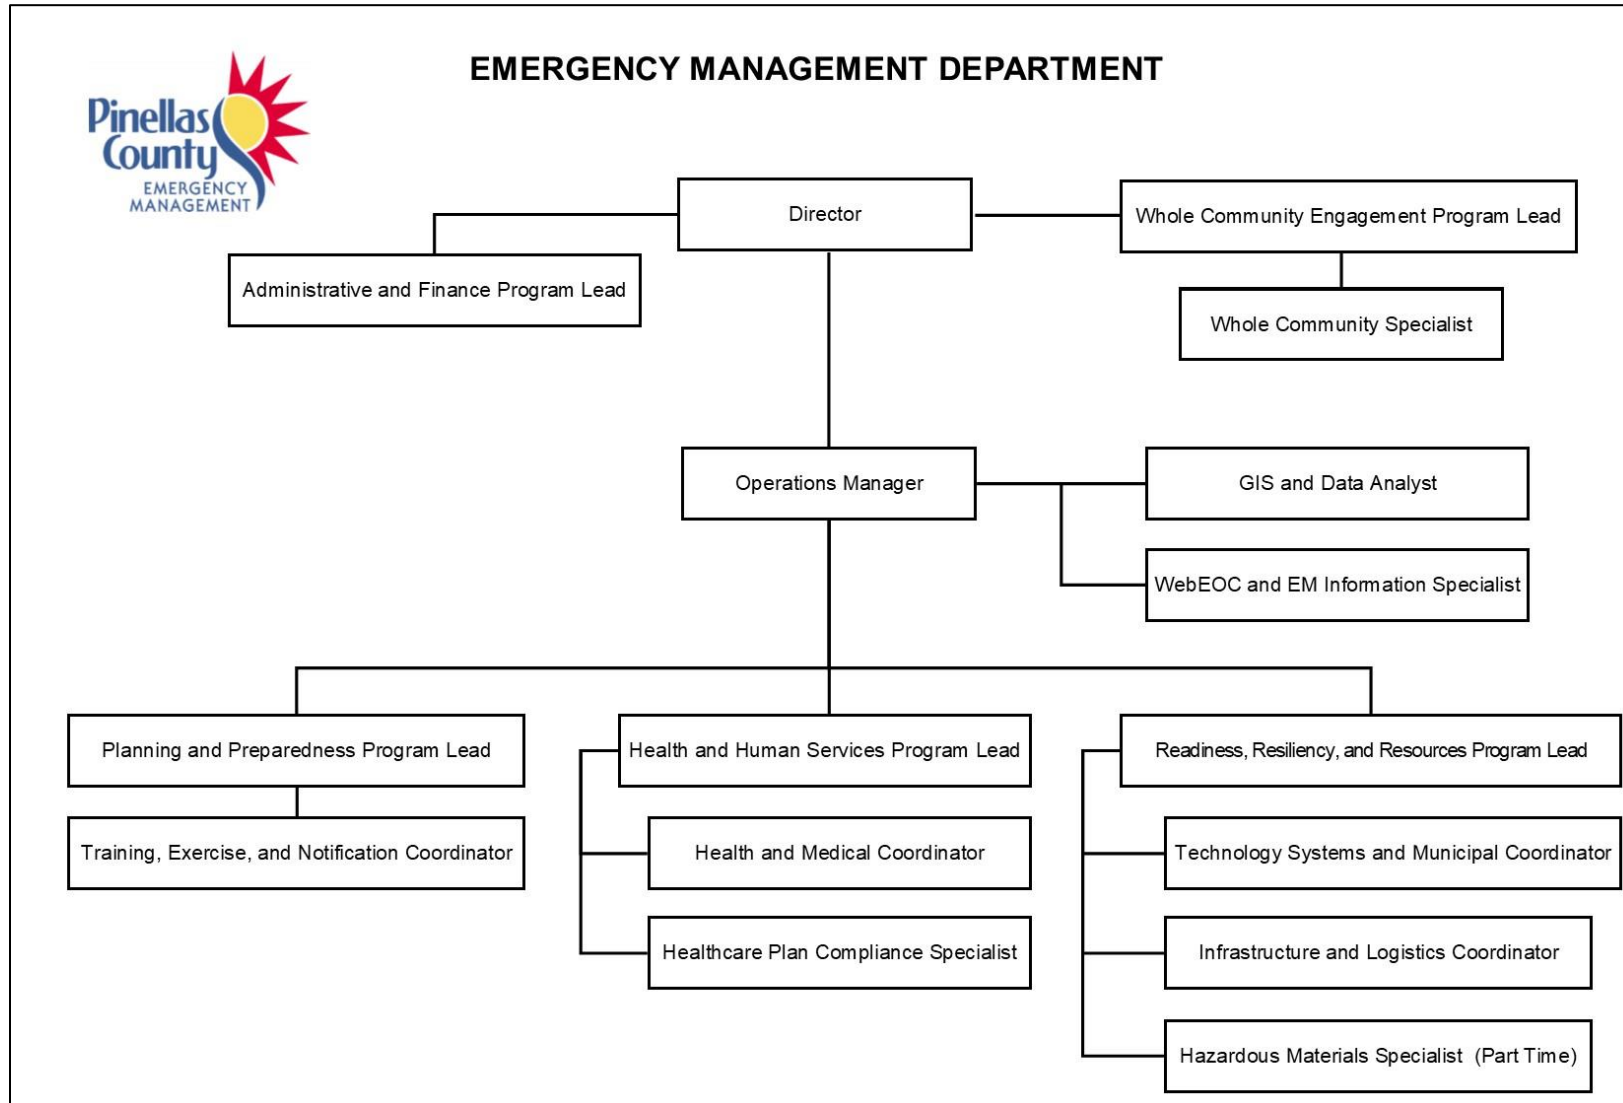 EMERGENCY MANAGEMENT DEPARTMENT
Pinellas
County
EMERGENCY
MANAGEMENT
Director
Whole Community Engagement Program Lead
Administrative and Finance Program Lead
Whole Community Specialist
Operations Manager
GIS and Data Analyst
WebEOC and EM Information Specialist
Planning and Preparedness Program Lead
Health and Human Services Program Lead
Readiness, Resiliency, and Resources Program Lead
Training, Exercise, and Notification Coordinator
Health and Medical Coordinator
Technology Systems and Municipal Coordinator
Healthcare Plan Compliance Specialist
Infrastructure and Logistics Coordinator
Hazardous Materials Specialist (Part Time)